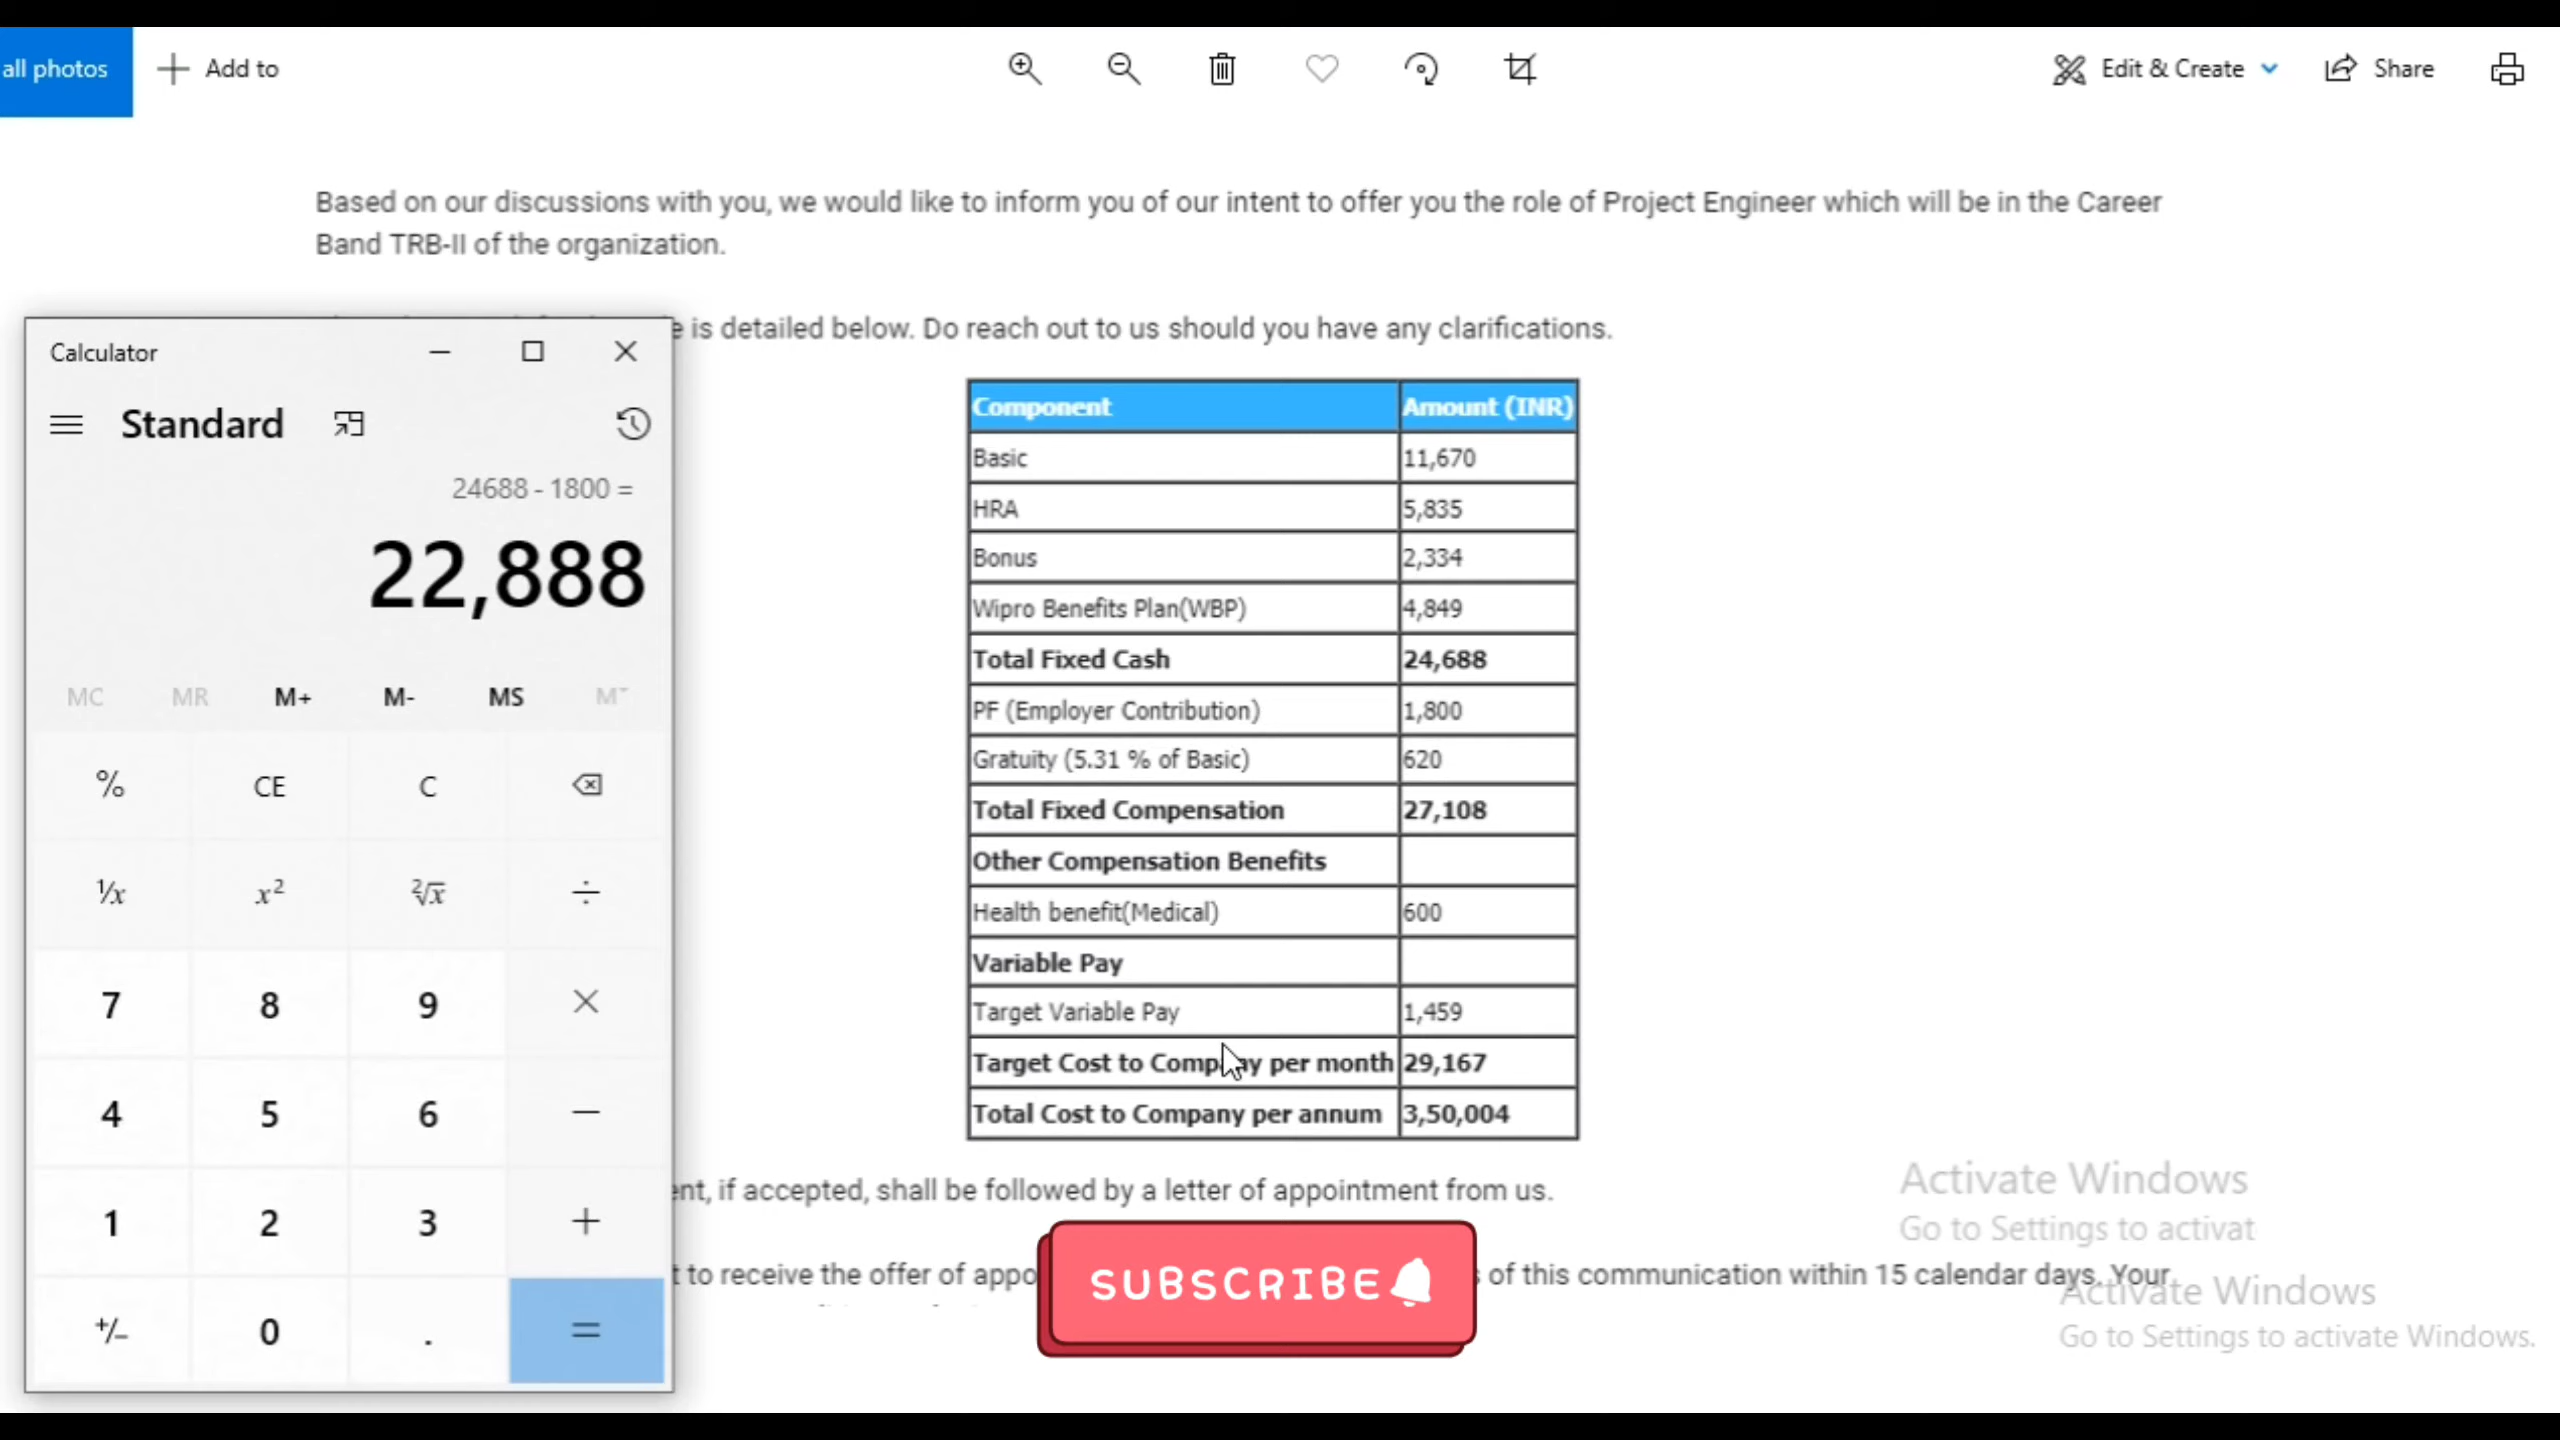 all photos
Add to
Edit & Create
Share
Based on our discussions with you, we would like to inform you of our intent to offer you the role of Project Engineer which will be in the Career
Band TRB-II of the organization.
is detailed below. Do reach out to us should you have any clarifications.
Calculator
Standard
24688 - 1800 =
22,888
MC MR M+ M- MS M
% CE C
1/x x² ²√x ÷
7 8 9 ×
4 5 6 −
1 2 3 +
+/− 0 . =
Component Amount (INR)
Basic 11,670
HRA 5,835
Bonus 2,334
Wipro Benefits Plan(WBP) 4,849
Total Fixed Cash 24,688
PF (Employer Contribution) 1,800
Gratuity (5.31 % of Basic) 620
Total Fixed Compensation 27,108
Other Compensation Benefits
Health benefit(Medical) 600
Variable Pay
Target Variable Pay 1,459
Target Cost to Company per month 29,167
Total Cost to Company per annum 3,50,004
ent, if accepted, shall be followed by a letter of appointment from us.
t to receive the offer of appo
of this communication within 15 calendar days. Your
SUBSCRIBE
Activate Windows
Go to Settings to activat
Activate Windows
Go to Settings to activate Windows.